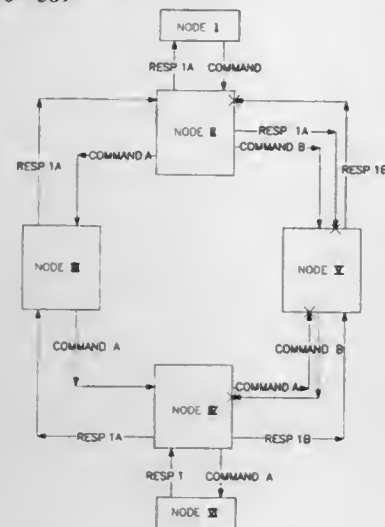 NODE I
RESP 1A COMMAND
NODE II
RESP 1A
COMMAND B
COMMAND A
RESP 1A
RESP 1B
NODE III
NODE V
COMMAND A
COMMAND B
NODE IV
COMMAND A
RESP 1A
RESP 1B
RESP 1 COMMAND A
NODE VI